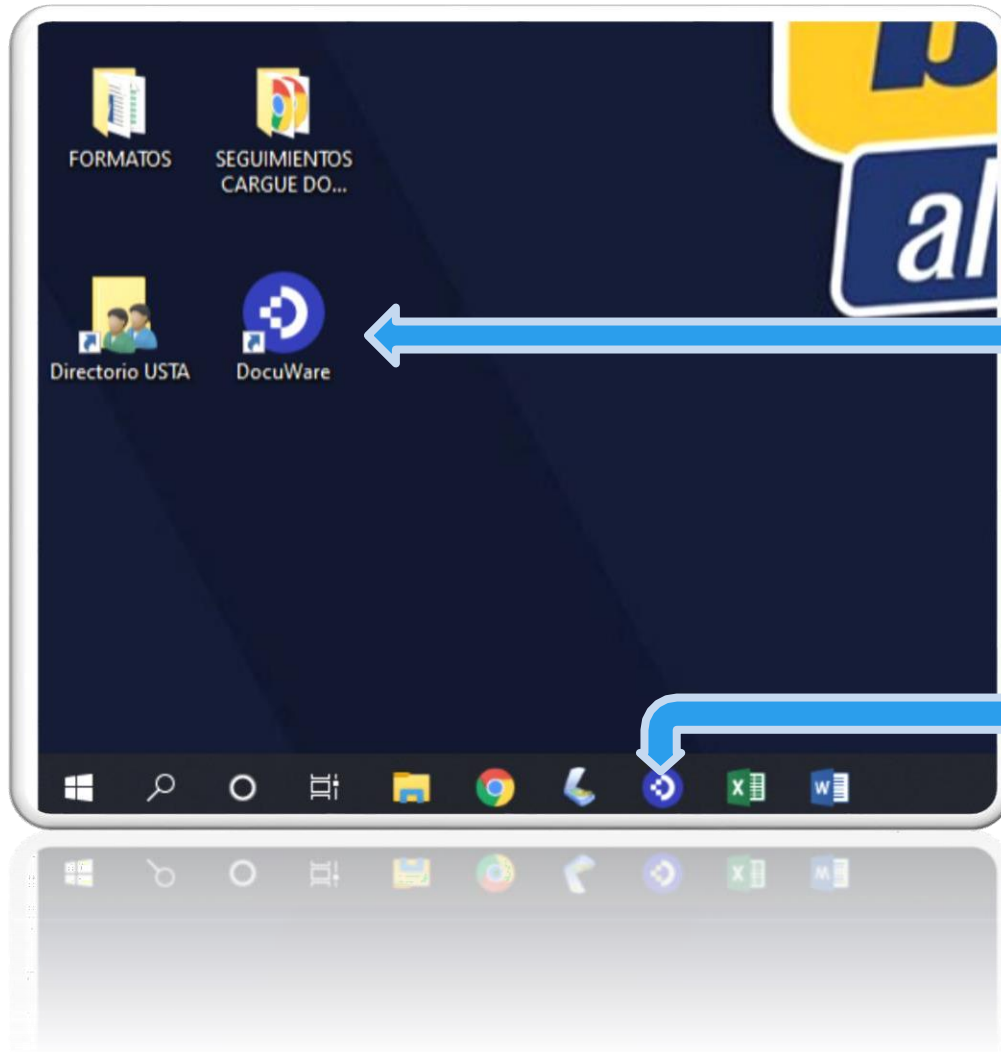 b
al
FORMATOS
SEGUIMIENTOS
CARGUE DO...
Directorio USTA
DocuWare
X
W